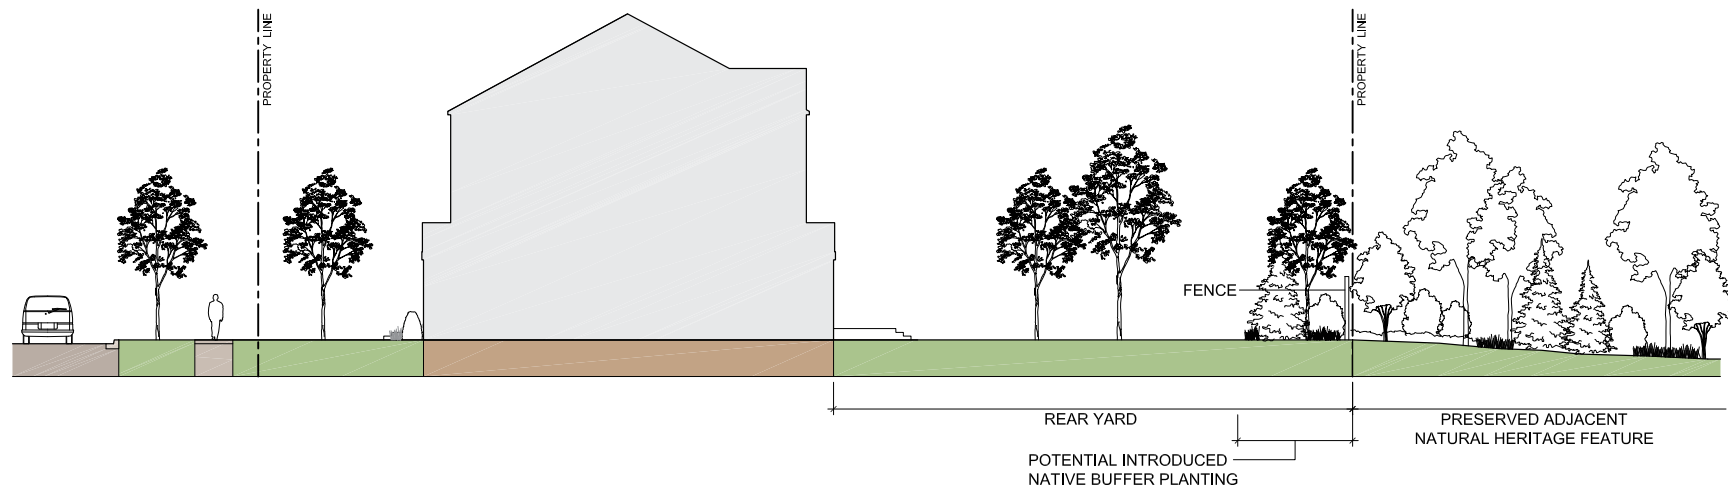 PROPERTY LINE
PROPERTY LINE
FENCE
REAR YARD
PRESERVED ADJACENT
NATURAL HERITAGE FEATURE
POTENTIAL INTRODUCED
NATIVE BUFFER PLANTING